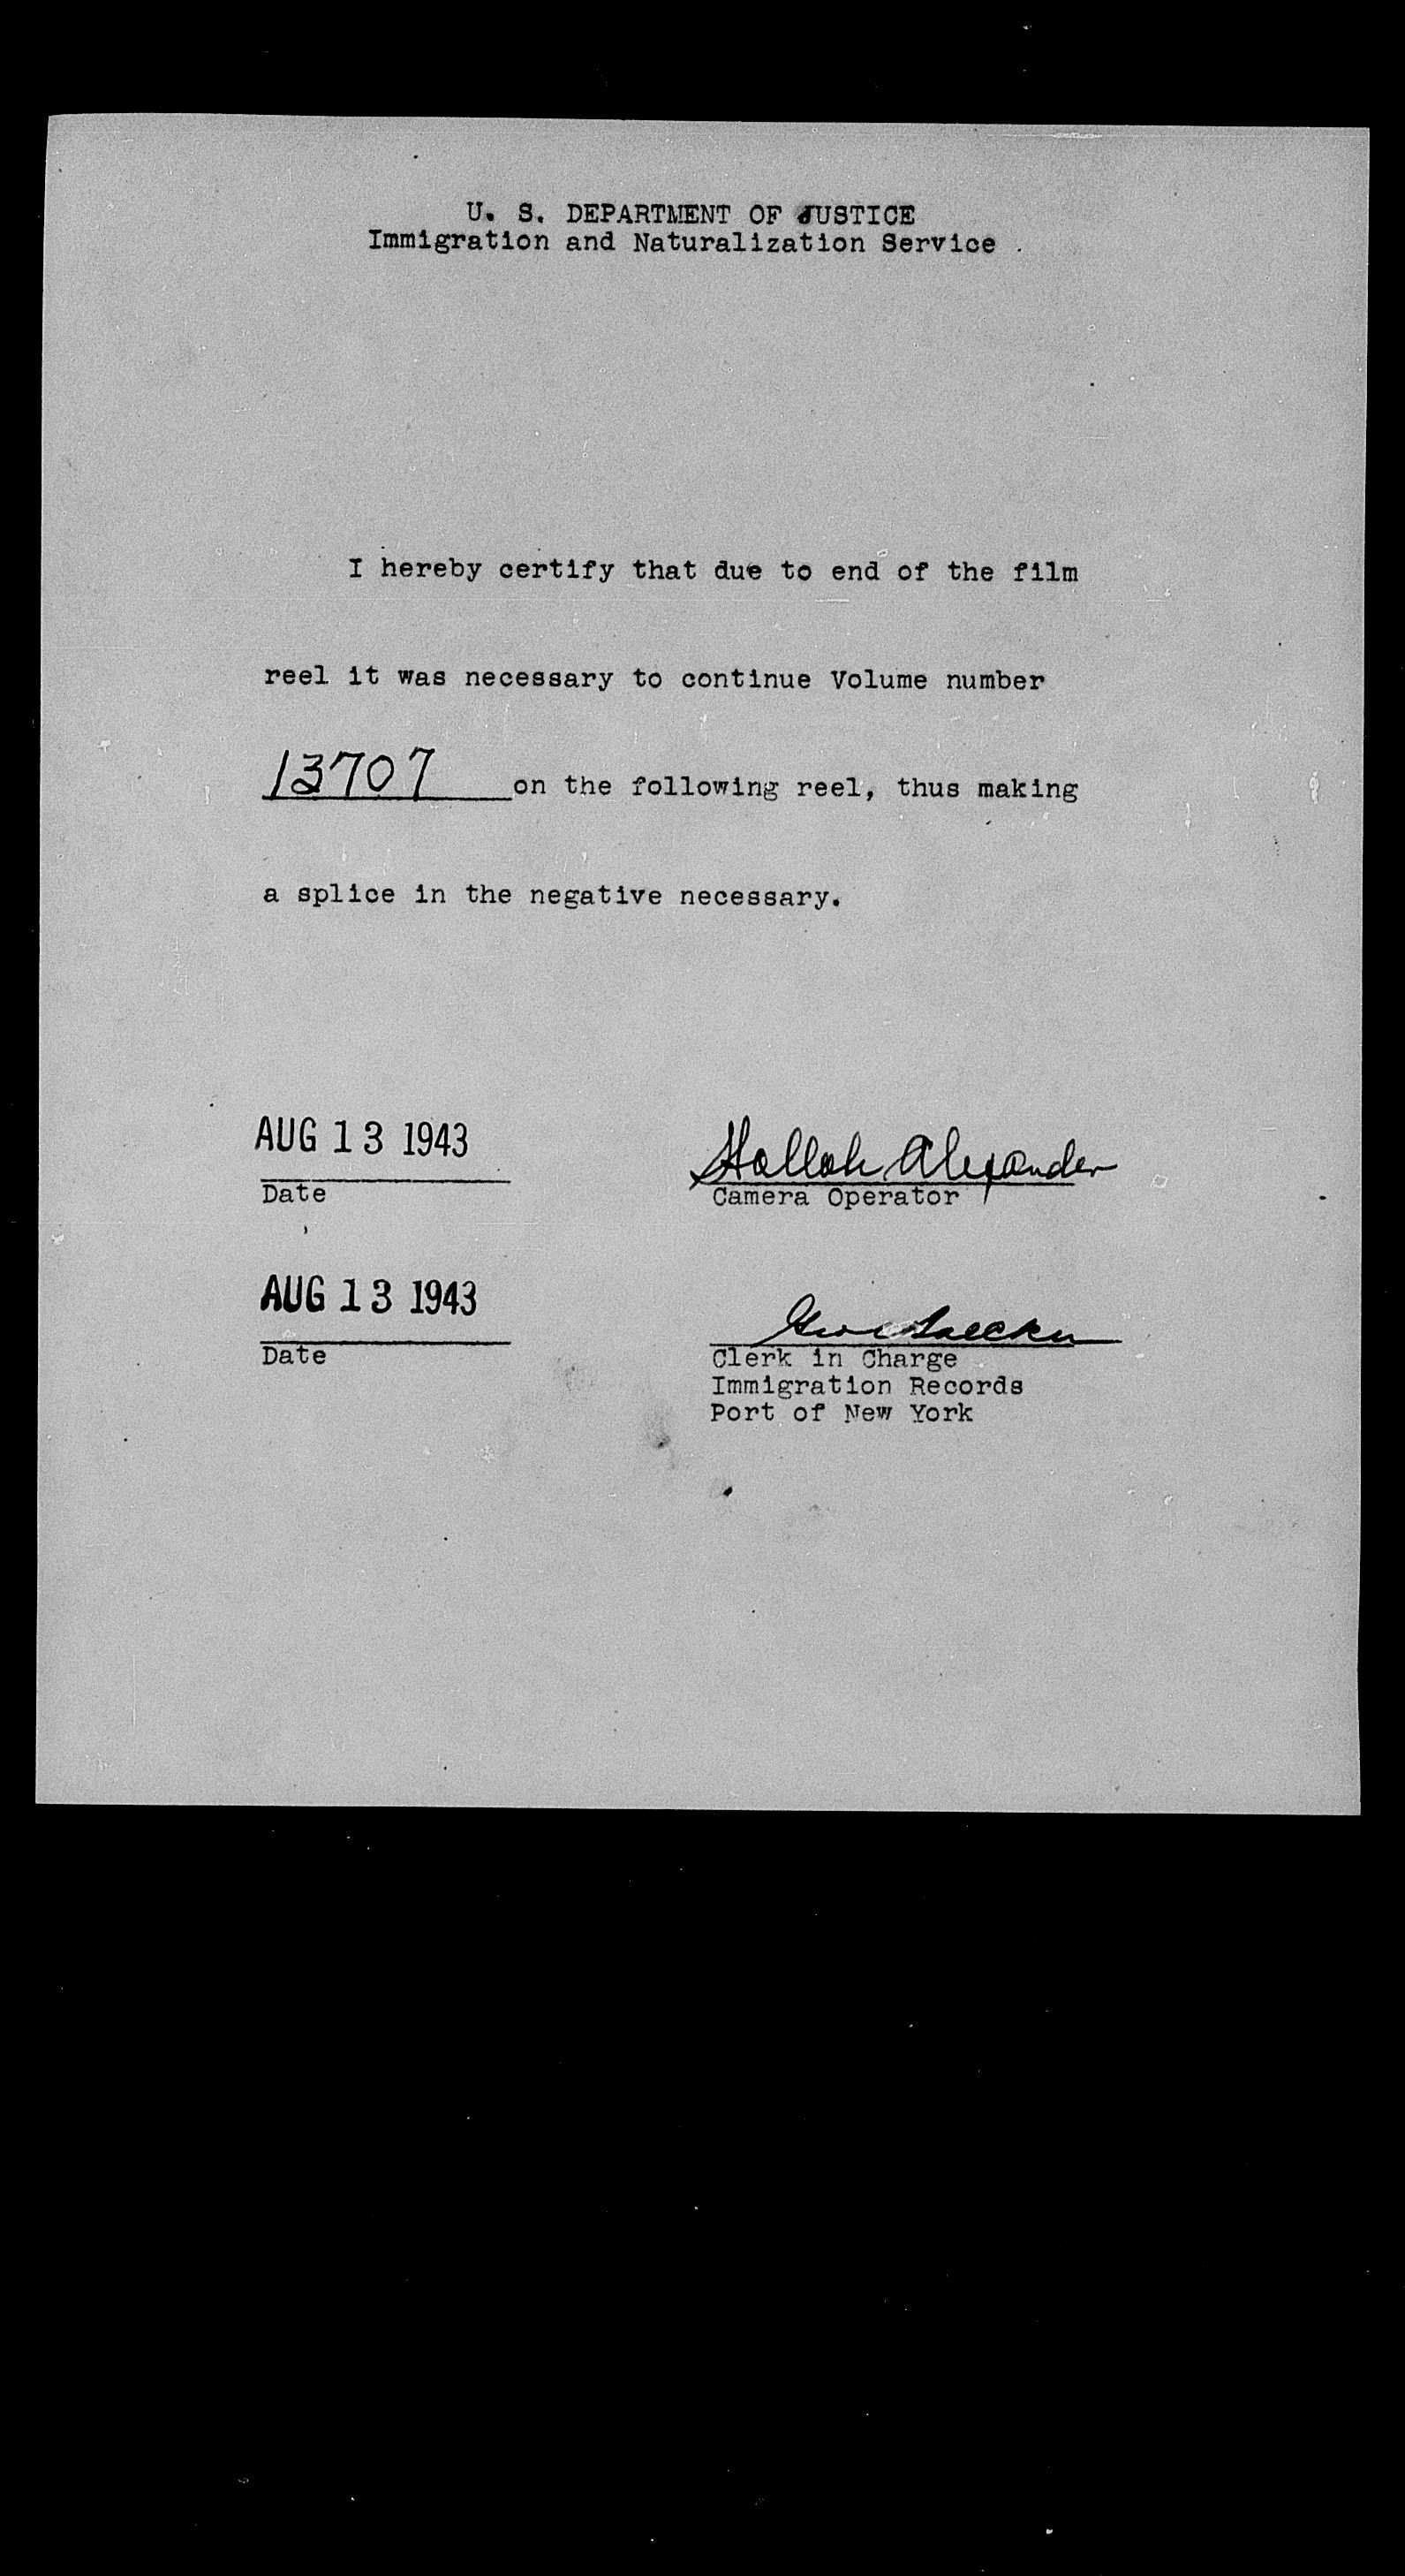 U. S. DEPARTMENT OF JUSTICE
Immigration and Naturalization Service
I hereby certify that due to end of the film
reel it was necessary to continue Volume number
13707 on the following reel, thus making
a splice in the negative necessary.
AUG 13 1943
Alexander
Date
Camera Operator
AUG 13 1943
Date
Clerk in Charge
Immigration Records
Port of New York